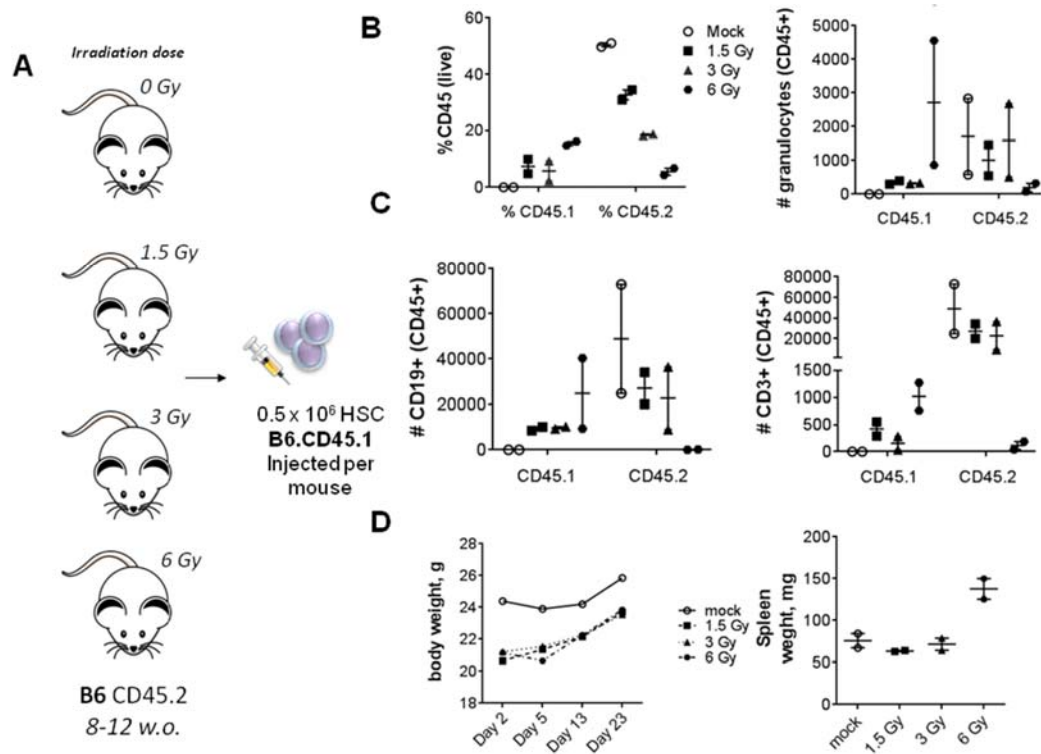 A
Irradiation dose
0 Gy
1.5 Gy
3 Gy
6 Gy
B6 CD45.2
8-12 w.o.
0.5 x 10⁶ HSC
B6.CD45.1
Injected per
mouse
B
%CD45 (live)
60
40
20
0
% CD45.1
% CD45.2
Mock
1.5 Gy
3 Gy
6 Gy
# granulocytes (CD45+)
5000
4000
3000
2000
1000
0
CD45.1
CD45.2
C
# CD19+ (CD45+)
80000
60000
40000
20000
0
CD45.1
CD45.2
# CD3+ (CD45+)
100000
80000
60000
40000
20000
1500
1000
500
0
CD45.1
CD45.2
D
body weight, g
28
26
24
22
20
18
Day 2
Day 5
Day 13
Day 23
mock
1.5 Gy
3 Gy
6 Gy
Spleen
weght, mg
200
150
100
50
0
mock
1.5 Gy
3 Gy
6 Gy